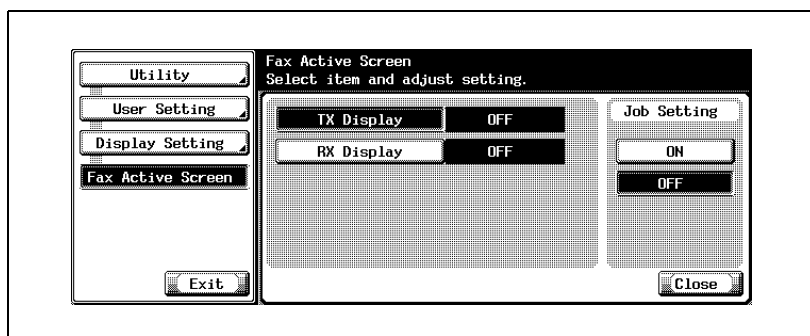 Utility
User Setting
Display Setting
Fax Active Screen
Exit
Fax Active Screen
Select item and adjust setting.
TX Display OFF
RX Display OFF
Job Setting
ON
OFF
Close